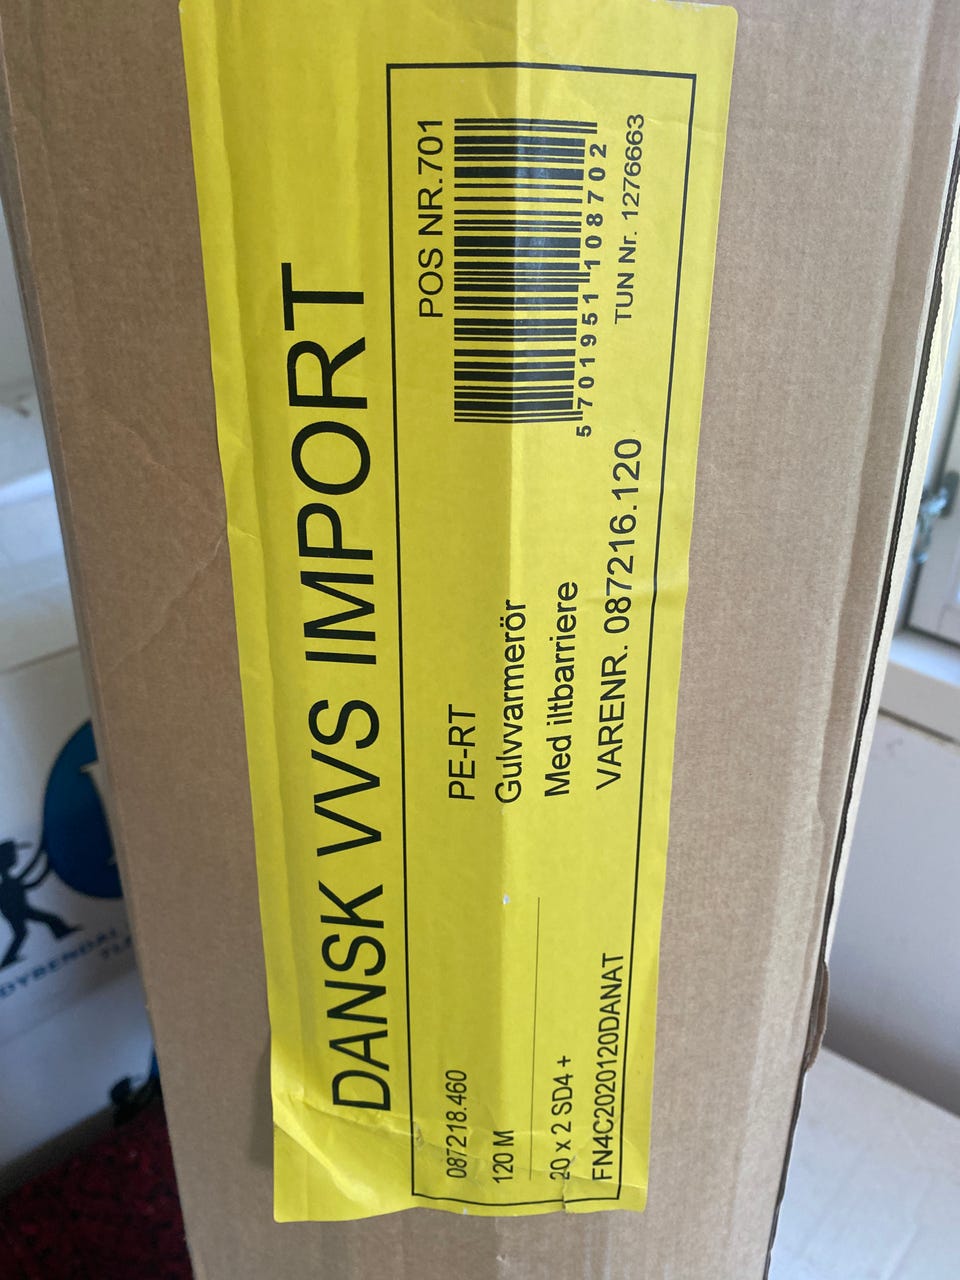 DANSK VVS IMPORT
087218.460
120 M
20 x 2 SD4 +
FN4C2020120DANAT
PE-RT
Gulvvarmerör
Med iltbarriere
VARENR. 087216.120
POS NR.701
5 701951 108702
TUN Nr. 1276663
GYBENDAL